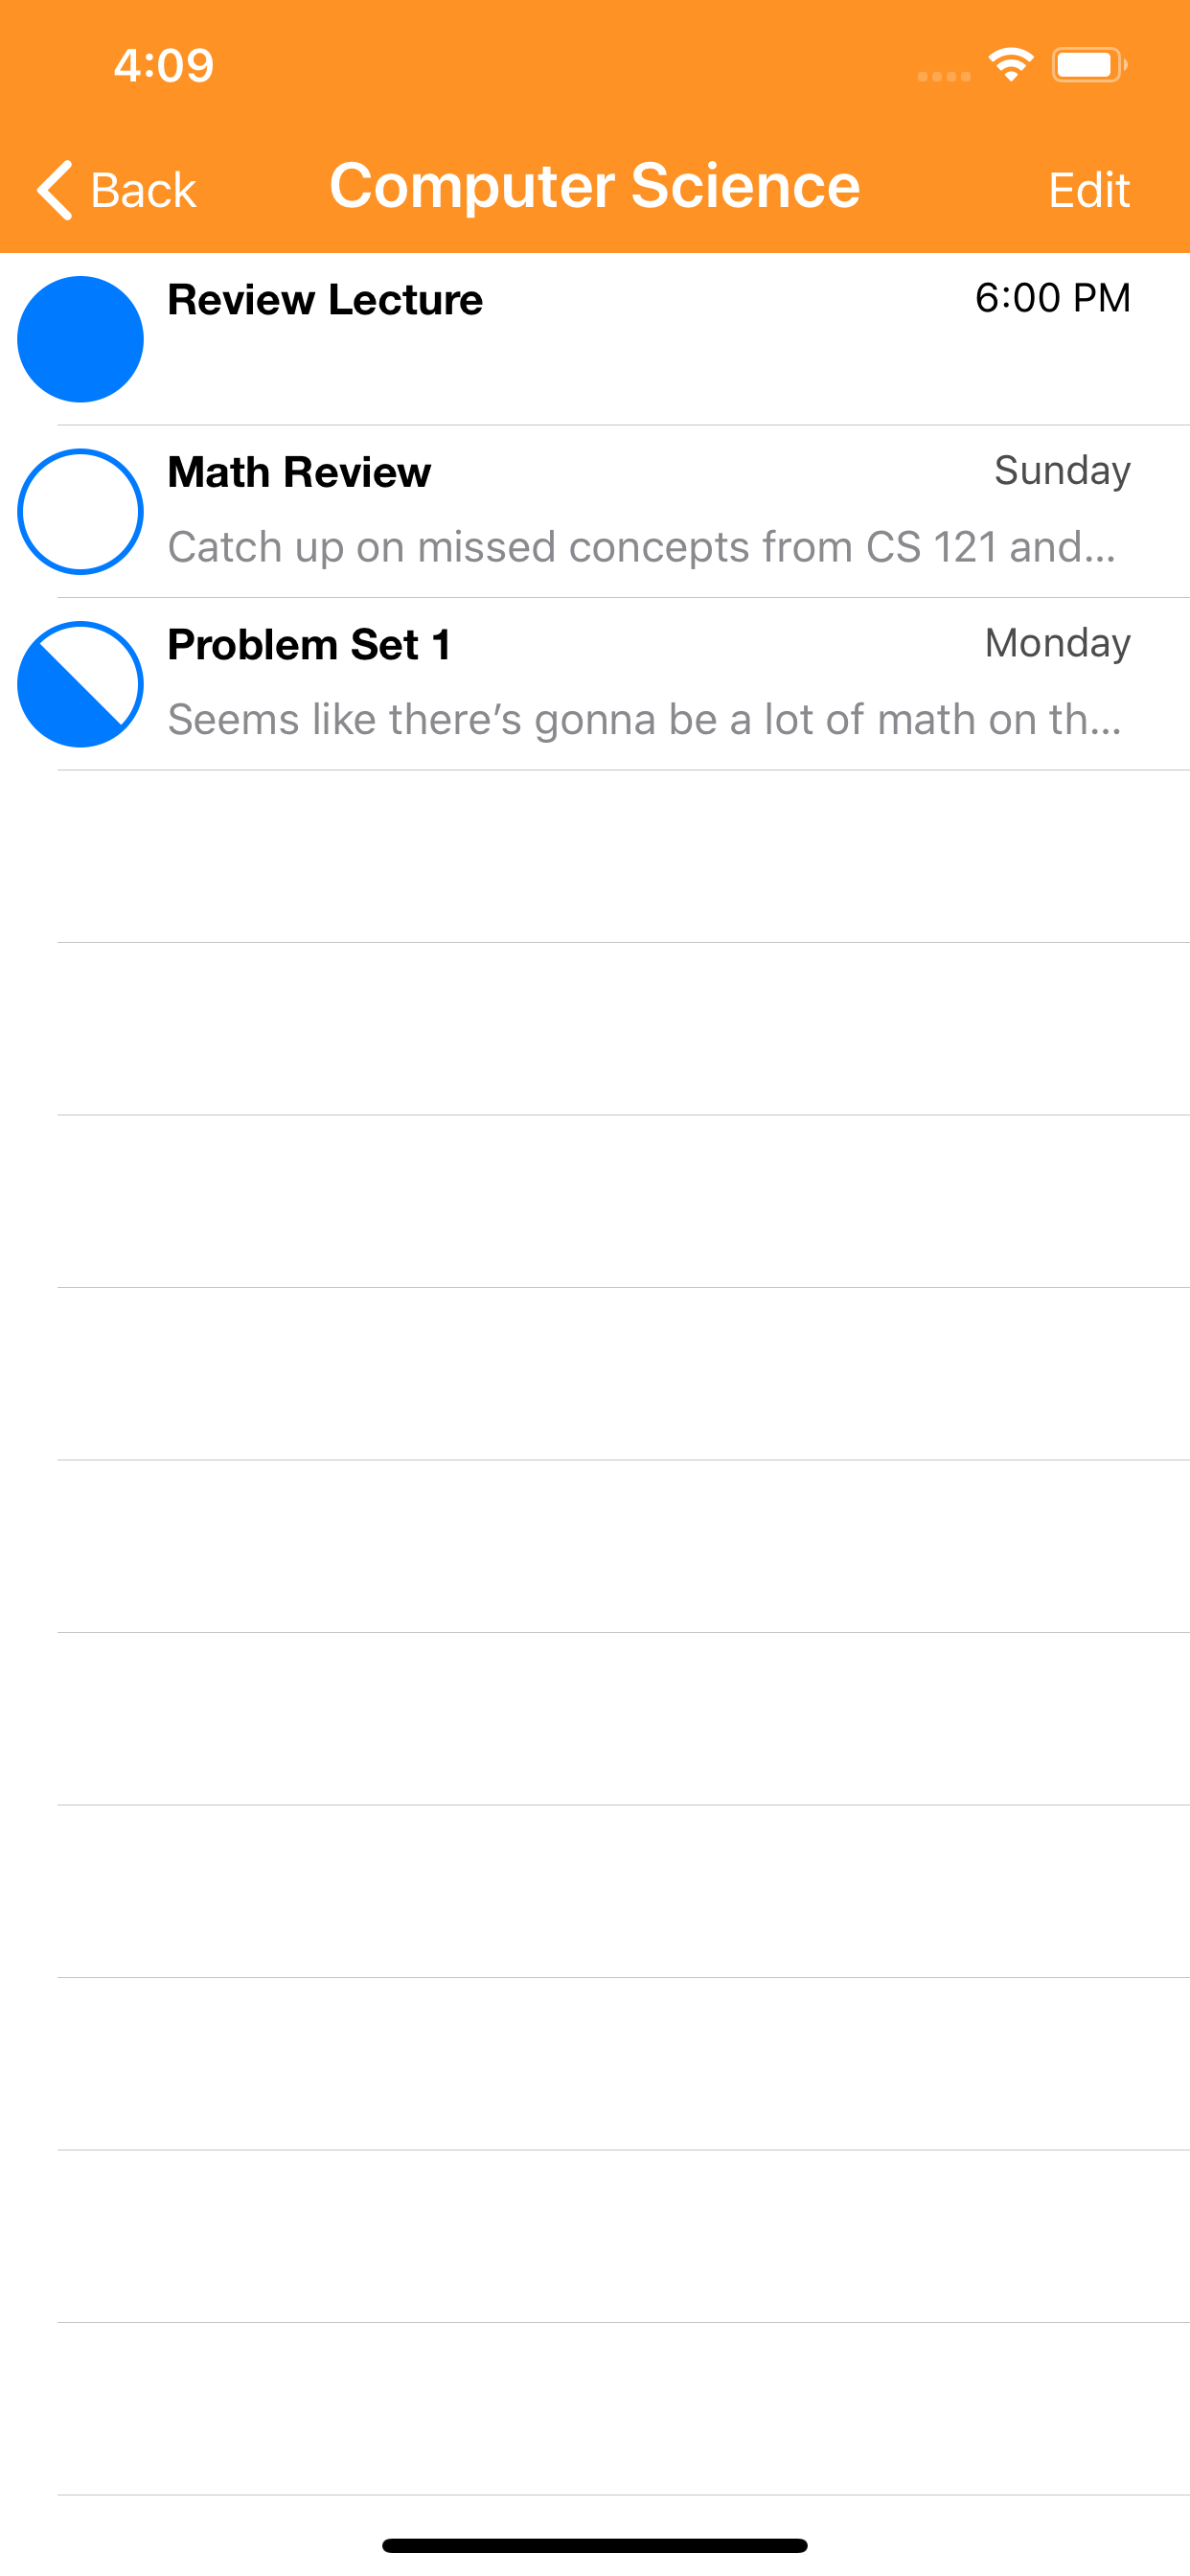 4:09
Back Computer Science Edit
Review Lecture 6:00 PM
Math Review Sunday
Catch up on missed concepts from CS 121 and...
Problem Set 1 Monday
Seems like there’s gonna be a lot of math on th...